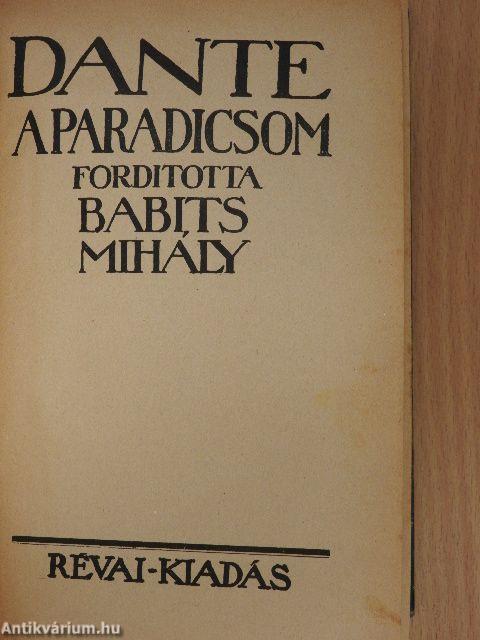 DANTE
A PARADICSOM
FORDITOTTA
BABITS
MIHÁLY
RÉVAI-KIADÁS
Antikvárium.hu